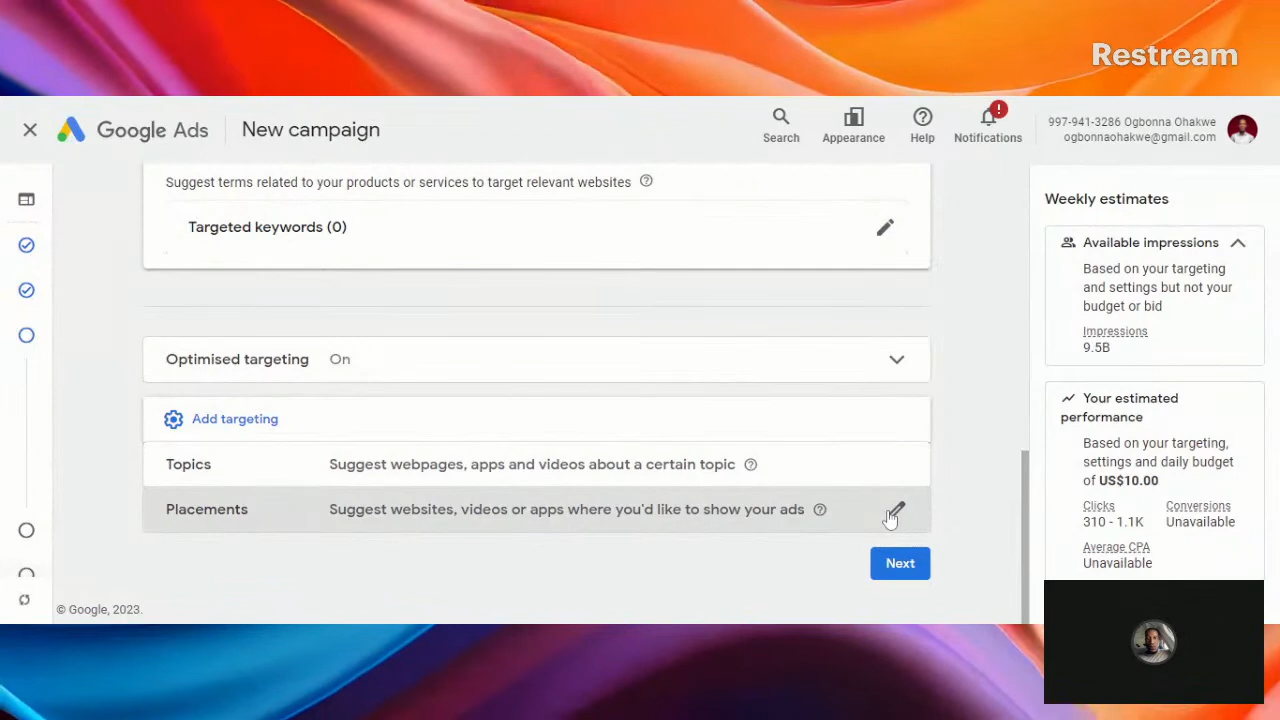 Restream
Google Ads
New campaign
Search
Appearance
Help
Notifications
!
997-941-3286 Ogbonna Ohakwe
ogbonnaohakwe@gmail.com
Suggest terms related to your products or services to target relevant websites
Targeted keywords (0)
Optimised targeting On
Add targeting
Topics Suggest webpages, apps and videos about a certain topic
Placements Suggest websites, videos or apps where you'd like to show your ads
Next
© Google, 2023.
Weekly estimates
Available impressions
Based on your targeting
and settings but not your
budget or bid
Impressions
9.5B
Your estimated
performance
Based on your targeting,
settings and daily budget
of US$10.00
Clicks Conversions
310 - 1.1K Unavailable
Average CPA
Unavailable